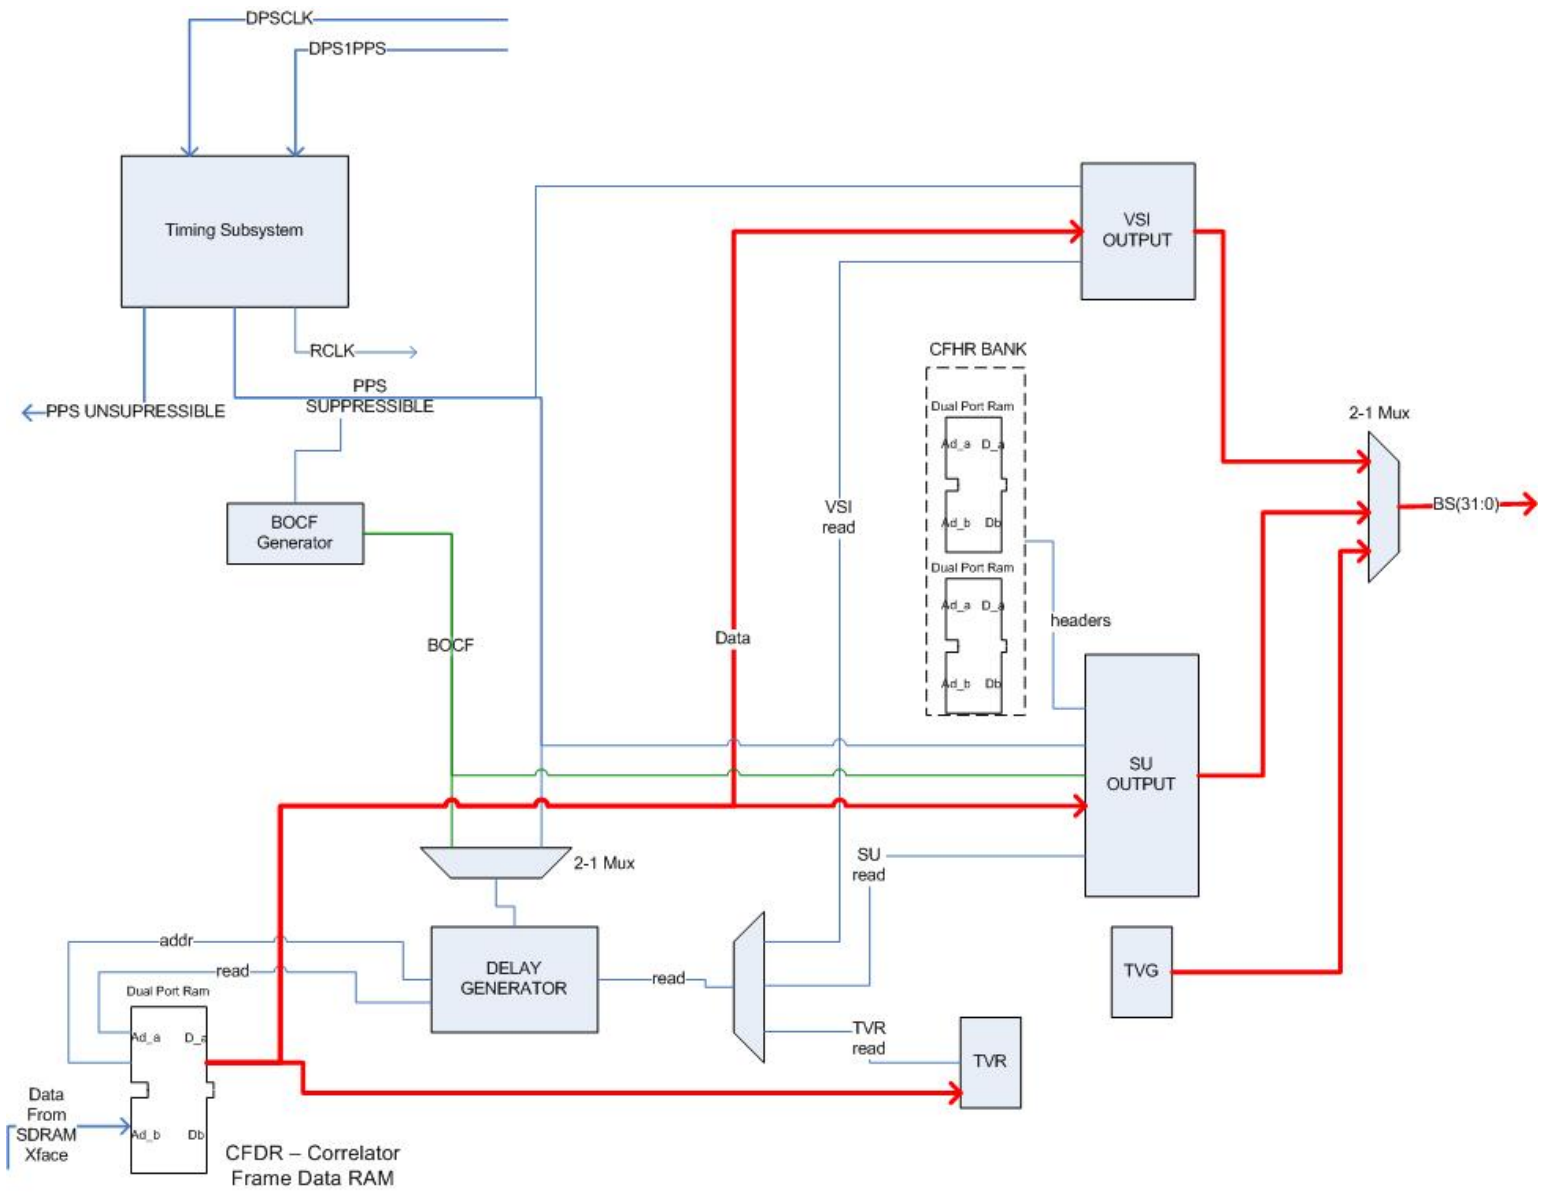 DPSCLK
DPS1PPS
Timing Subsystem
VSI
OUTPUT
RCLK
CFHR BANK
PPS
SUPPRESSIBLE
PPS UNSUPRESSIBLE
Dual Port Ram
Ad_a D_a
Ad_b Db
2-1 Mux
VSI
read
BS(31:0)
BOCF
Generator
Dual Port Ram
Ad_a D_a
Ad_b Db
headers
BOCF
Data
SU
OUTPUT
2-1 Mux
SU
read
addr
read
DELAY
GENERATOR
read
TVG
Dual Port Ram
Ad_a D_a
Ad_b Db
TVR
read
TVR
Data
From
SDRAM
Xface
CFDR – Correlator
Frame Data RAM